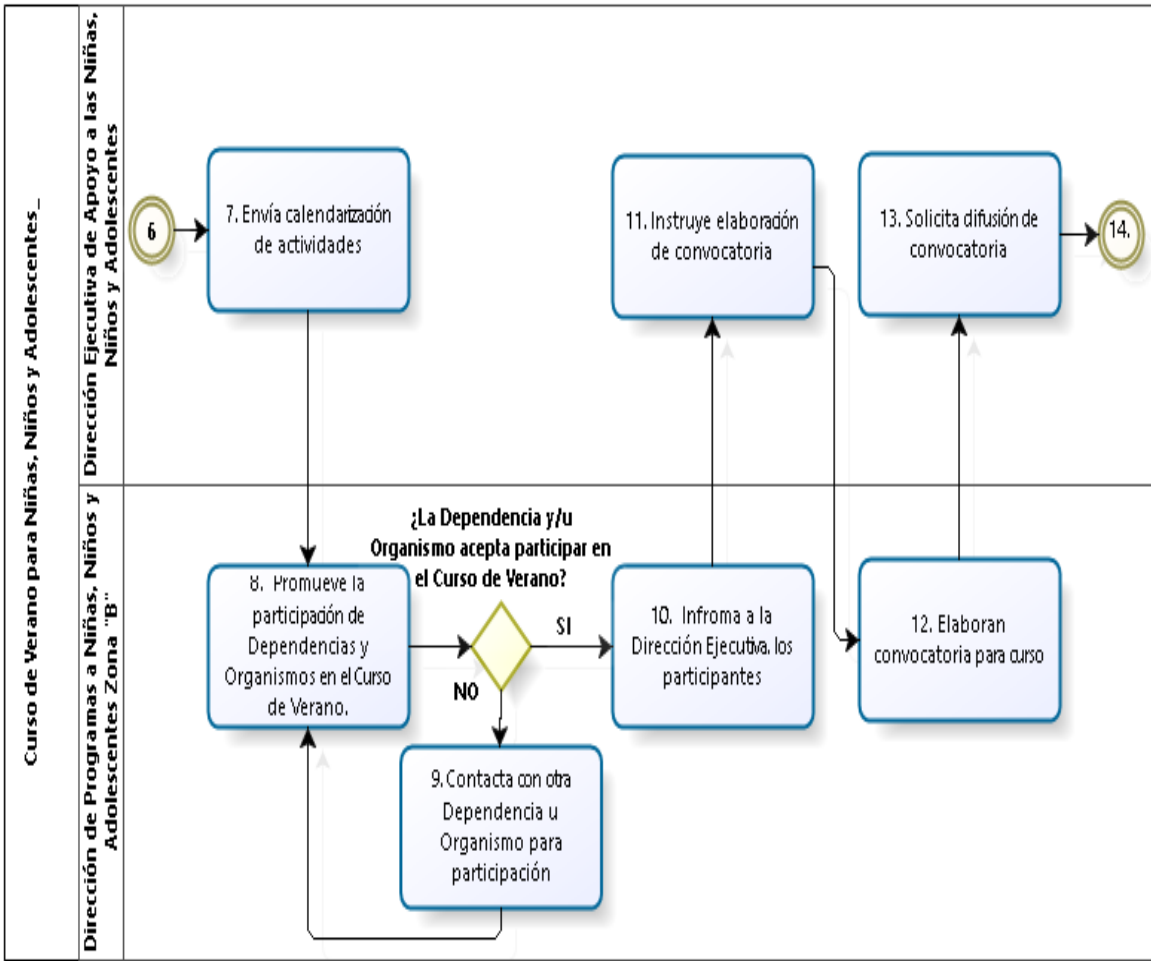 Curso de Verano para Niñas, Niños y Adolescentes_
Dirección Ejecutiva de Apoyo a las Niñas,
Niños y Adolescentes
6
7. Envía calendarización
de actividades
11. Instruye elaboración
de convocatoria
13. Solicita difusión de
convocatoria
14.
Dirección de Programas a Niñas, Niños y
Adolescentes Zona "B"
8. Promueve la
participación de
Dependencias y
Organismos en el Curso
de Verano.
¿La Dependencia y/u
Organismo acepta participar en
el Curso de Verano?
SI
NO
9. Contacta con otra
Dependencia u
Organismo para
participación
10. Infroma a la
Dirección Ejecutiva, los
participantes
12. Elaboran
convocatoria para curso